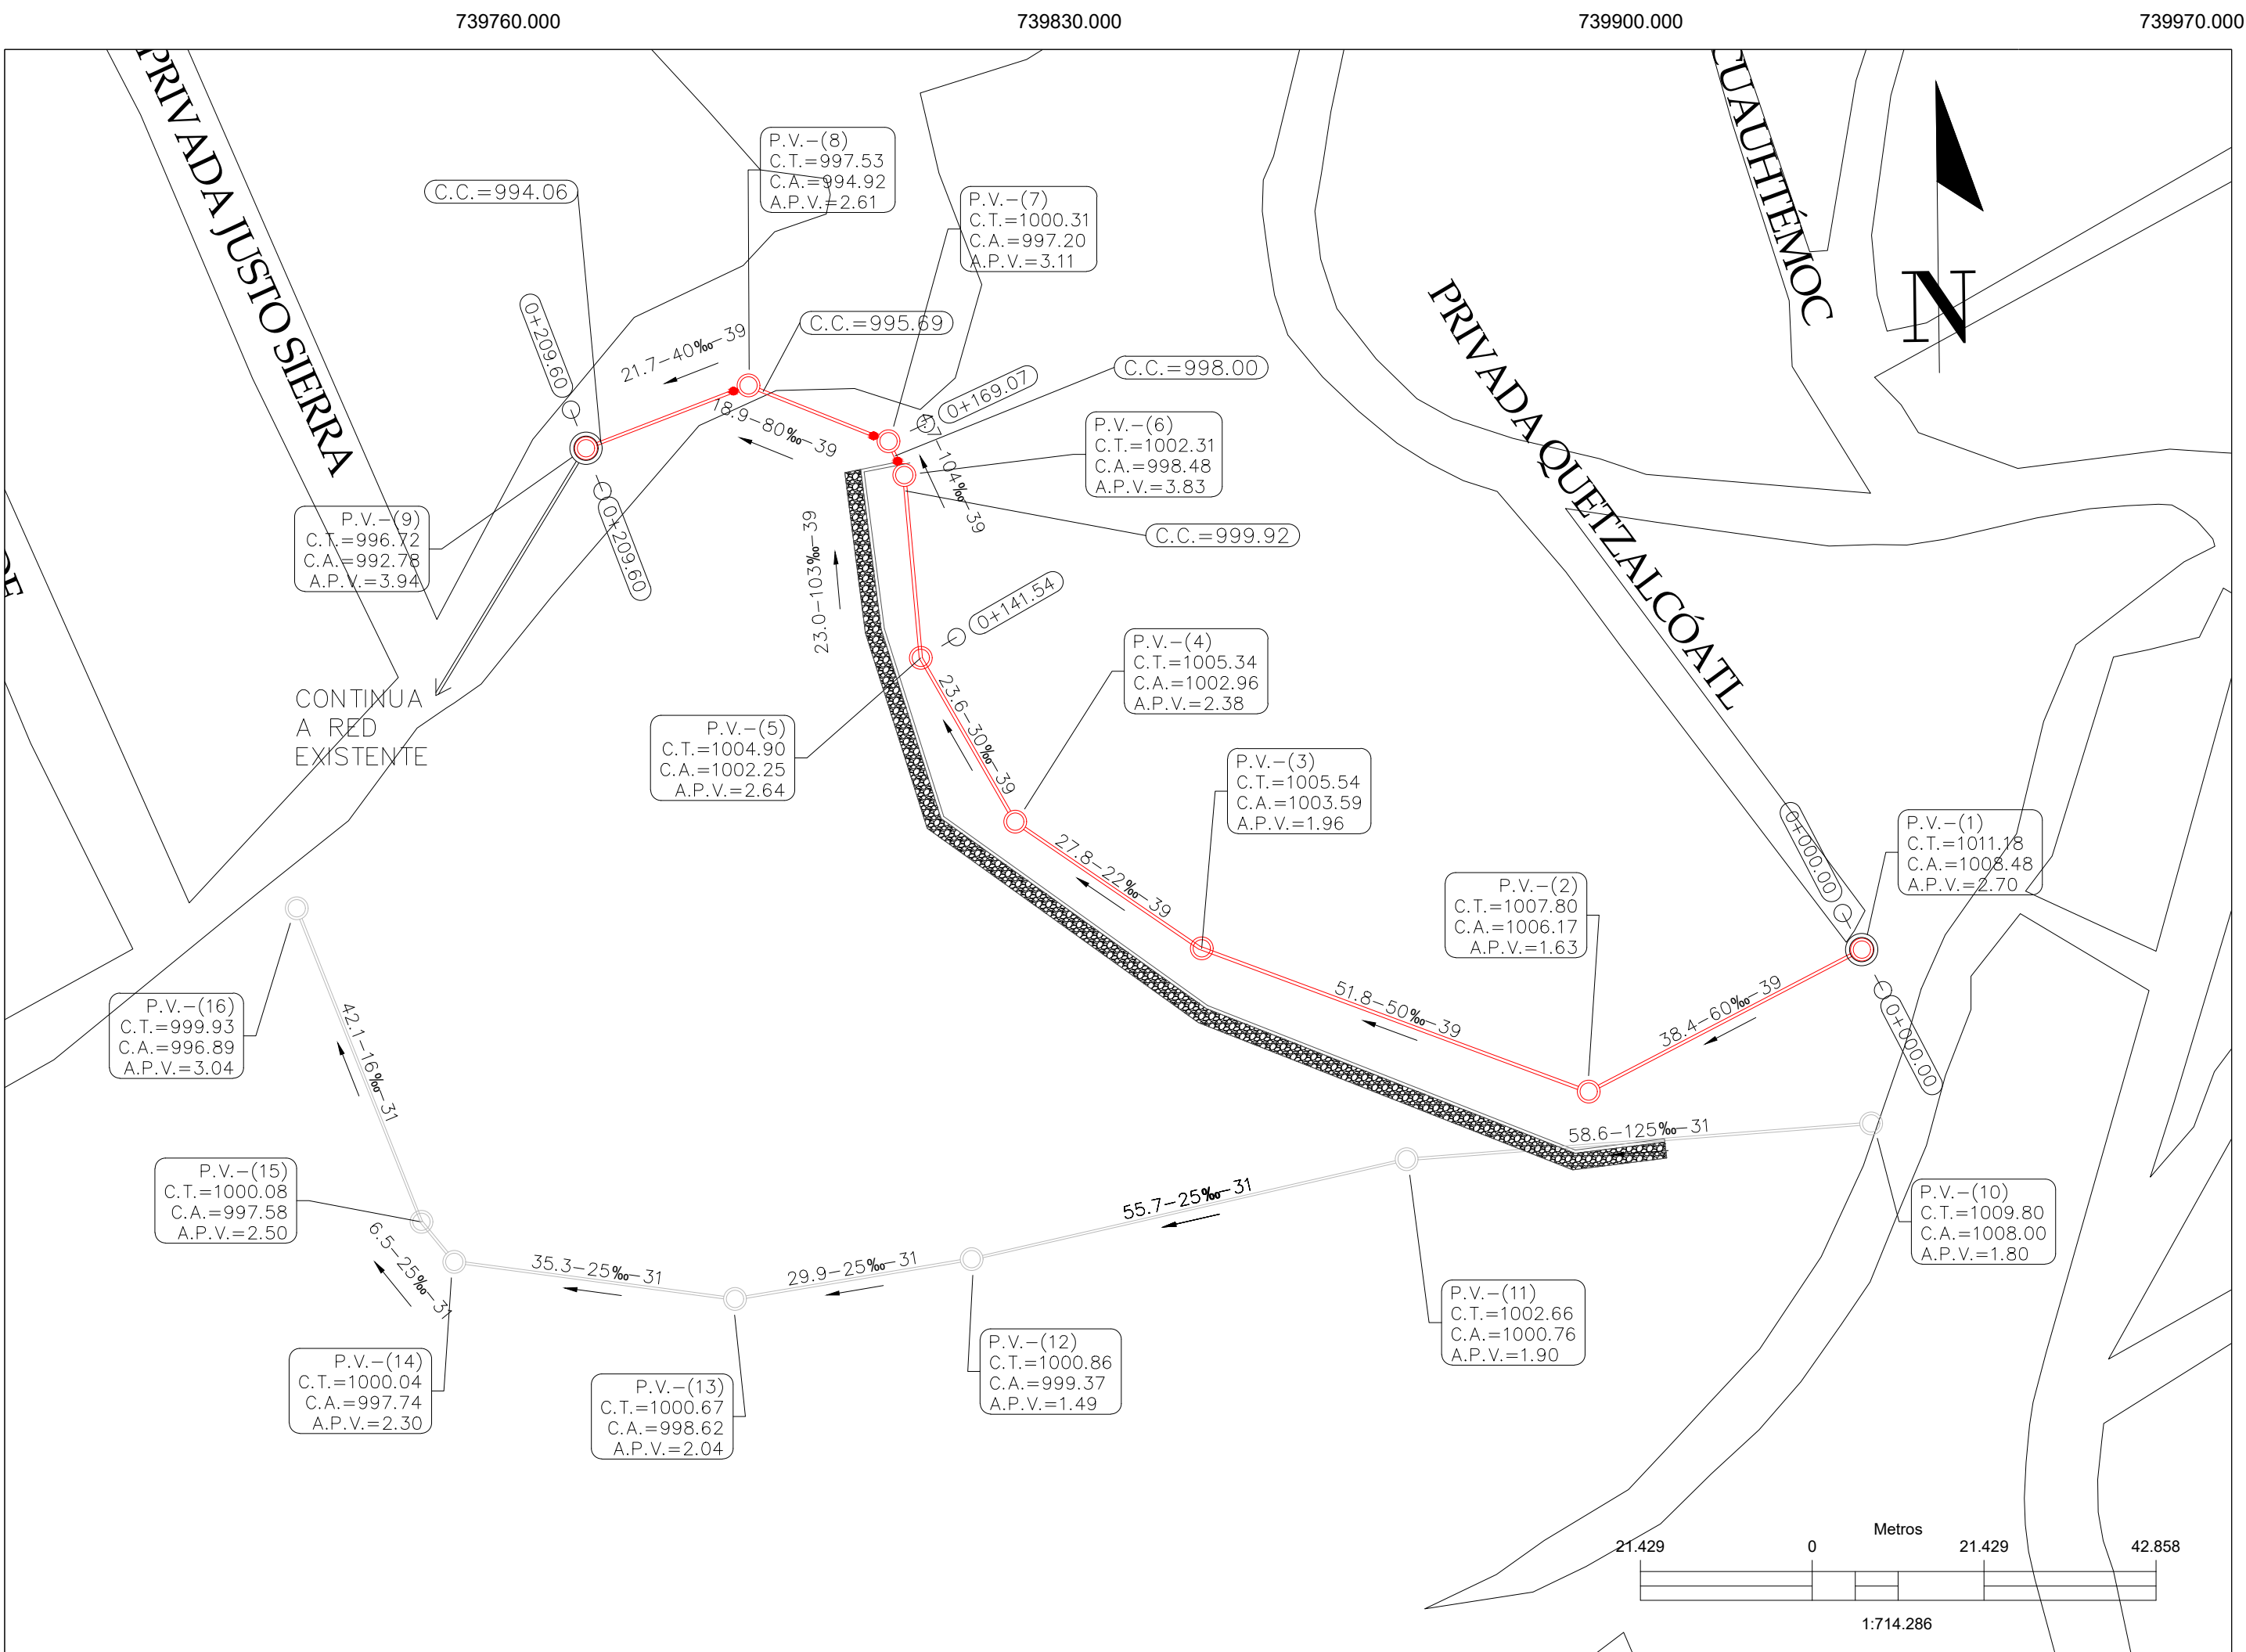 739760.000
739830.000
739900.000
739970.000
PRIVADA JUSTO SIERRA
CUAUHTÉMOC
PRIVADA QUETZALCÓATL
N
P.V.-(8)
C.T.=997.53
C.A.=994.92
A.P.V.=2.61
C.C.=994.06
P.V.-(7)
C.T.=1000.31
C.A.=997.20
A.P.V.=3.11
0+209.60
21.7-40‰-39
C.C.=995.69
C.C.=998.00
0+169.07
18.9-80‰-39
4.7-104‰-39
P.V.-(6)
C.T.=1002.31
C.A.=998.48
A.P.V.=3.83
P.V.-(9)
C.T.=996.72
C.A.=992.78
A.P.V.=3.94
0+209.60
C.C.=999.92
23.0-103‰-39
0+141.54
DE
CONTINUA
A RED
EXISTENTE
P.V.-(4)
C.T.=1005.34
C.A.=1002.96
A.P.V.=2.38
23.6-30‰-39
P.V.-(5)
C.T.=1004.90
C.A.=1002.25
A.P.V.=2.64
P.V.-(3)
C.T.=1005.54
C.A.=1003.59
A.P.V.=1.96
27.8-22‰-39
0+000.00
P.V.-(1)
C.T.=1011.18
C.A.=1008.48
A.P.V.=2.70
P.V.-(2)
C.T.=1007.80
C.A.=1006.17
A.P.V.=1.63
51.8-50‰-39
38.4-60‰-39
0+000.00
P.V.-(16)
C.T.=999.93
C.A.=996.89
A.P.V.=3.04
42.1-16‰-31
58.6-125‰-31
P.V.-(15)
C.T.=1000.08
C.A.=997.58
A.P.V.=2.50
6.5-25‰-31
35.3-25‰-31
29.9-25‰-31
55.7-25‰-31
P.V.-(10)
C.T.=1009.80
C.A.=1008.00
A.P.V.=1.80
P.V.-(11)
C.T.=1002.66
C.A.=1000.76
A.P.V.=1.90
P.V.-(12)
C.T.=1000.86
C.A.=999.37
A.P.V.=1.49
P.V.-(14)
C.T.=1000.04
C.A.=997.74
A.P.V.=2.30
P.V.-(13)
C.T.=1000.67
C.A.=998.62
A.P.V.=2.04
Metros
21.429 0 21.429 42.858
1:714.286